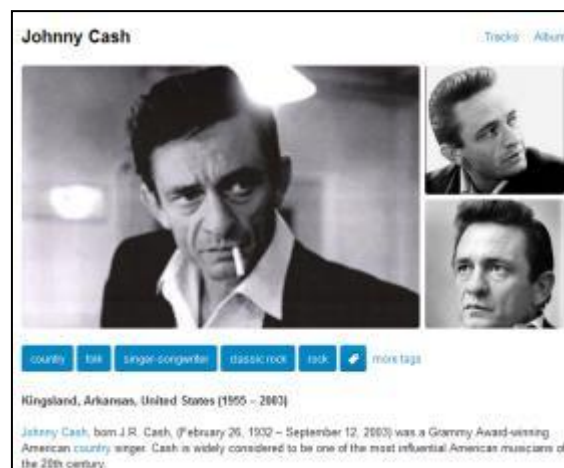 Johnny Cash
Tracks Album
country folk singer-songwriter classic rock rock more tags
Kingsland, Arkansas, United States (1955 – 2003)
Johnny Cash, born J.R. Cash, (February 26, 1932 – September 12, 2003) was a Grammy Award-winning
American country singer. Cash is widely considered to be one of the most influential American musicians of
the 20th century.